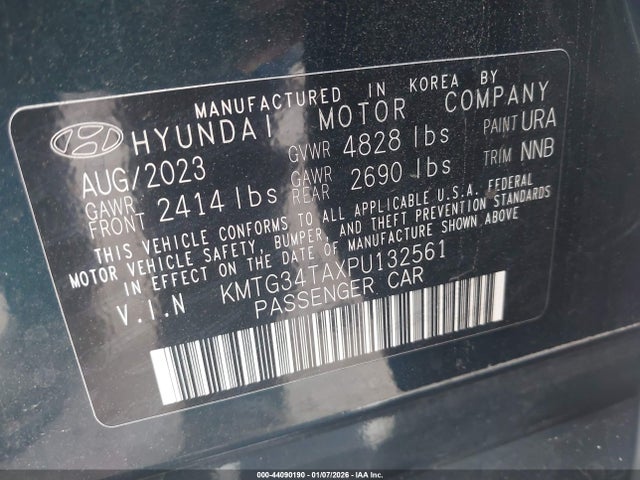 MANUFACTURED IN KOREA BY
HYUNDAI MOTOR COMPANY
AUG/2023 GVWR 4828 lbs PAINT URA
GAWR FRONT 2414 lbs GAWR REAR 2690 lbs TRIM NNB
THIS VEHICLE CONFORMS TO ALL APPLICABLE U.S.A. FEDERAL
MOTOR VEHICLE SAFETY, BUMPER, AND THEFT PREVENTION STANDARDS
IN EFFECT ON THE DATE OF MANUFACTURE SHOWN ABOVE.
V.I.N KMTG34TAXPU132561
PASSENGER CAR
000-44090190 - 01/07/2026 - IAA Inc.